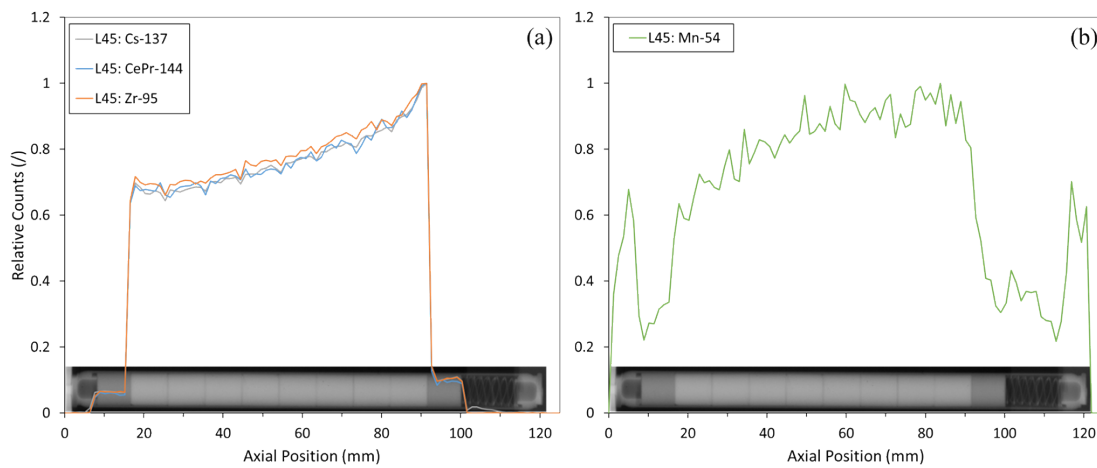 1.2
L45: Cs-137
L45: CePr-144
L45: Zr-95
(a)
1
0.8
0.6
0.4
0.2
0
Relative Counts (/)
0 20 40 60 80 100 120
Axial Position (mm)
1.2
L45: Mn-54
(b)
1
0.8
0.6
0.4
0.2
0
0 20 40 60 80 100 120
Axial Position (mm)